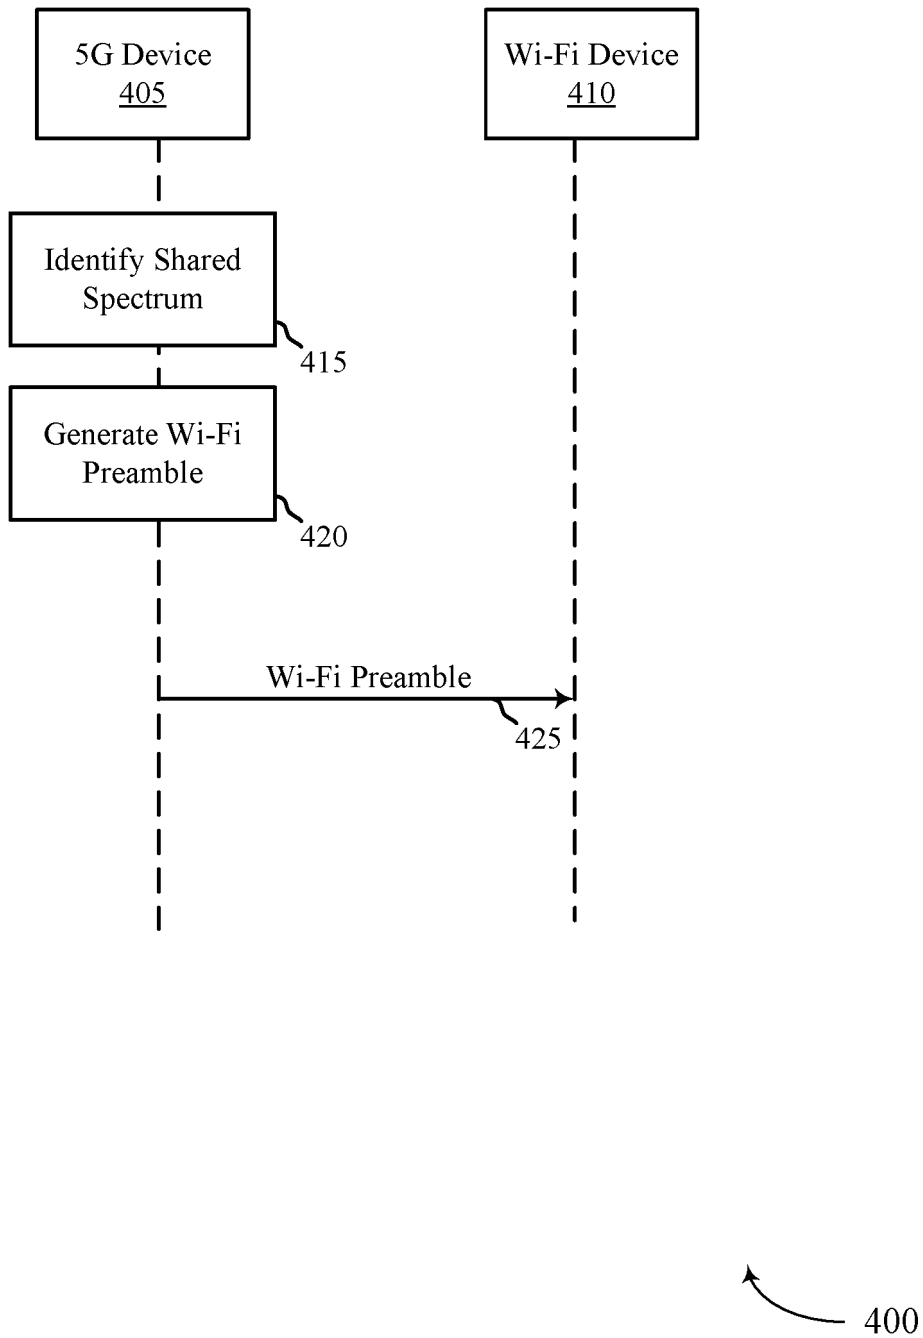 5G Device
405
Wi-Fi Device
410
Identify Shared
Spectrum
415
Generate Wi-Fi
Preamble
420
Wi-Fi Preamble
425
400